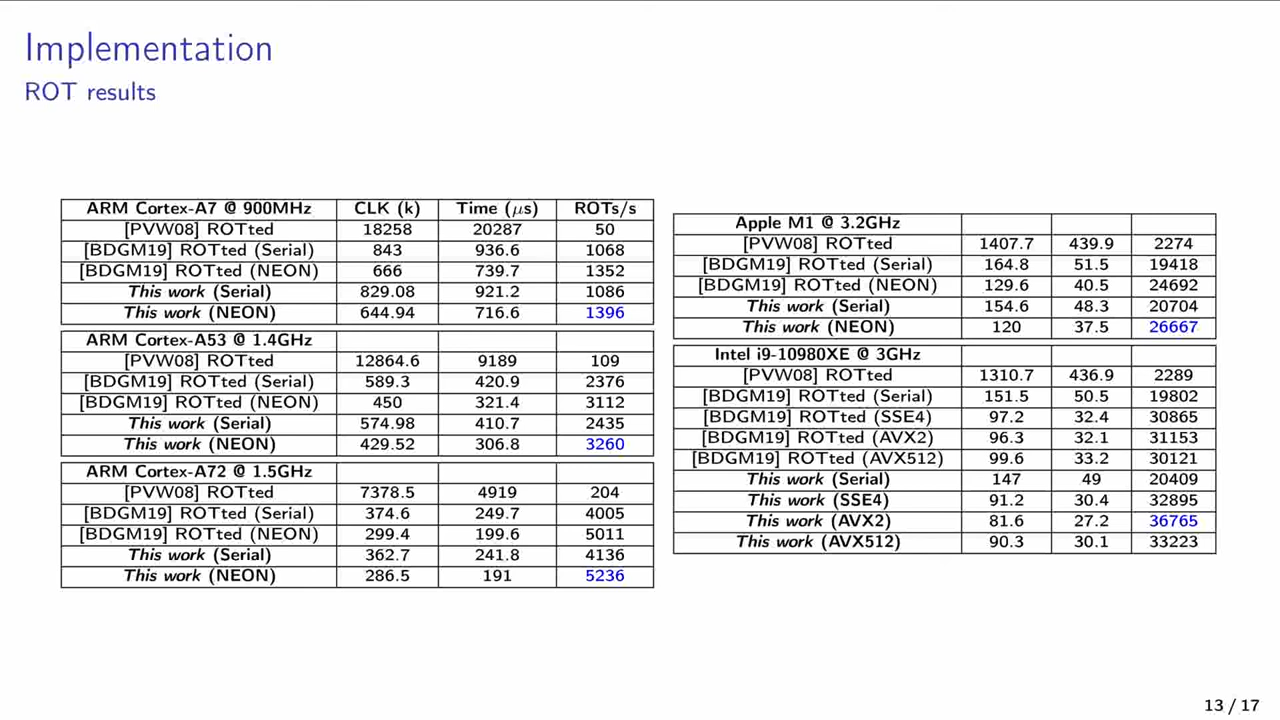 Implementation
ROT results
ARM Cortex-A7 @ 900MHz CLK (k) Time (μs) ROTs/s
[PVW08] ROTted 18258 20287 50
[BDGM19] ROTted (Serial) 843 936.6 1068
[BDGM19] ROTted (NEON) 666 739.7 1352
This work (Serial) 829.08 921.2 1086
This work (NEON) 644.94 716.6 1396
ARM Cortex-A53 @ 1.4GHz
[PVW08] ROTted 12864.6 9189 109
[BDGM19] ROTted (Serial) 589.3 420.9 2376
[BDGM19] ROTted (NEON) 450 321.4 3112
This work (Serial) 574.98 410.7 2435
This work (NEON) 429.52 306.8 3260
ARM Cortex-A72 @ 1.5GHz
[PVW08] ROTted 7378.5 4919 204
[BDGM19] ROTted (Serial) 374.6 249.7 4005
[BDGM19] ROTted (NEON) 299.4 199.6 5011
This work (Serial) 362.7 241.8 4136
This work (NEON) 286.5 191 5236
Apple M1 @ 3.2GHz
[PVW08] ROTted 1407.7 439.9 2274
[BDGM19] ROTted (Serial) 164.8 51.5 19418
[BDGM19] ROTted (NEON) 129.6 40.5 24692
This work (Serial) 154.6 48.3 20704
This work (NEON) 120 37.5 26667
Intel i9-10980XE @ 3GHz
[PVW08] ROTted 1310.7 436.9 2289
[BDGM19] ROTted (Serial) 151.5 50.5 19802
[BDGM19] ROTted (SSE4) 97.2 32.4 30865
[BDGM19] ROTted (AVX2) 96.3 32.1 31153
[BDGM19] ROTted (AVX512) 99.6 33.2 30121
This work (Serial) 147 49 20409
This work (SSE4) 91.2 30.4 32895
This work (AVX2) 81.6 27.2 36765
This work (AVX512) 90.3 30.1 33223
13 / 17